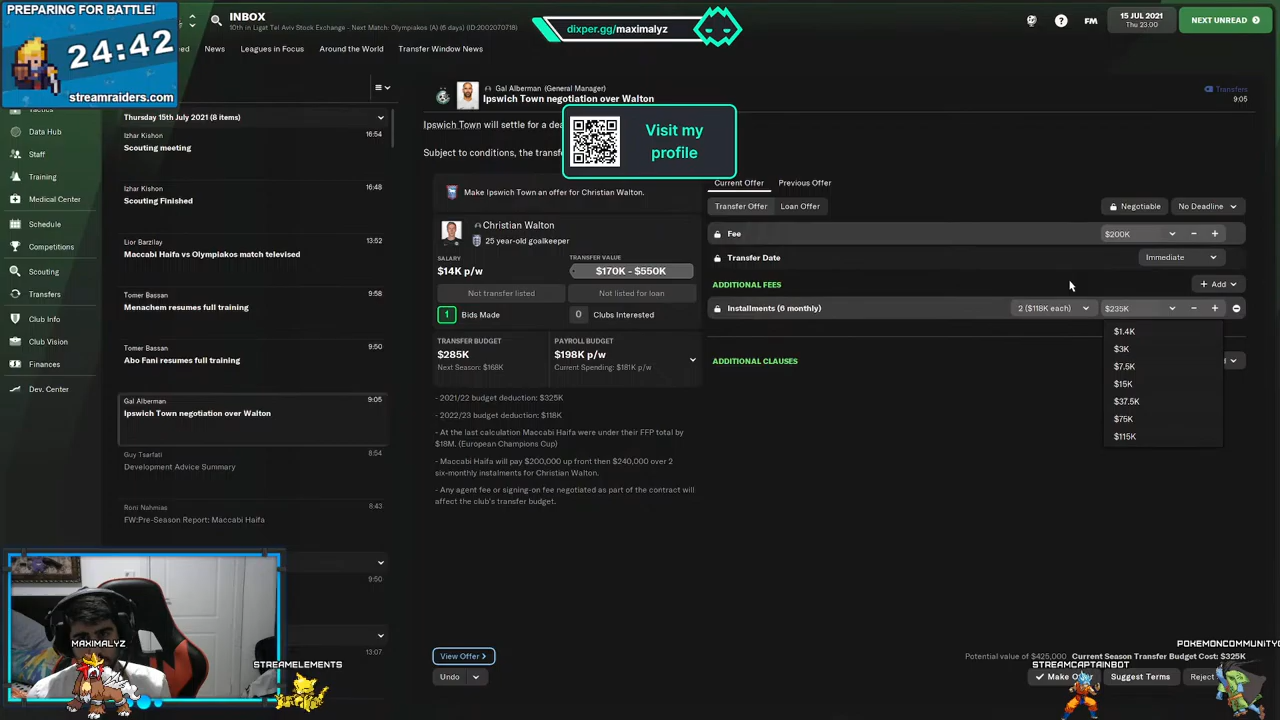 PREPARING FOR BATTLE!
24:42
streamraiders.com
INBOX
10th in Ligat Tel Aviv Stock Exchange - Next Match: Olympiakos (A) (6 days) (ID:2002070718)
dixper.gg/maximalyz
FM
15 JUL 2021
Thu 23:00
NEXT UNREAD
News
Leagues in Focus
Around the World
Transfer Window News
Tactics
Data Hub
Staff
Training
Medical Center
Schedule
Competitions
Scouting
Transfers
Club Info
Club Vision
Finances
Dev. Center
Thursday 15th July 2021 (8 items)
Izhar Kishon
16:54
Scouting meeting
Izhar Kishon
16:48
Scouting Finished
Lior Barzilay
13:52
Maccabi Haifa vs Olympiakos match televised
Tomer Bassan
9:58
Menachem resumes full training
Tomer Bassan
9:50
Abo Fani resumes full training
Gal Alberman
9:05
Ipswich Town negotiation over Walton
Guy Tsarfati
8:54
Development Advice Summary
Roni Nahmias
8:43
FW:Pre-Season Report: Maccabi Haifa
9:50
13:07
Gal Alberman (General Manager)
Ipswich Town negotiation over Walton
Transfers
9:05
Ipswich Town will settle for a dea
Subject to conditions, the transf
Visit my
profile
Make Ipswich Town an offer for Christian Walton.
Christian Walton
25 year-old goalkeeper
SALARY
$14K p/w
TRANSFER VALUE
$170K - $550K
Not transfer listed
Not listed for loan
1 Bids Made
0 Clubs Interested
TRANSFER BUDGET
$285K
Next Season: $168K
PAYROLL BUDGET
$198K p/w
Current Spending: $181K p/w
- 2021/22 budget deduction: $325K
- 2022/23 budget deduction: $118K
- At the last calculation Maccabi Haifa were under their FFP total by
$18M. (European Champions Cup)
- Maccabi Haifa will pay $200,000 up front then $240,000 over 2
six-monthly instalments for Christian Walton.
- Any agent fee or signing-on fee negotiated as part of the contract will
affect the club's transfer budget.
Current Offer
Previous Offer
Transfer Offer
Loan Offer
Negotiable
No Deadline
Fee
$200K
Transfer Date
Immediate
ADDITIONAL FEES
+ Add
Installments (6 monthly)
2 ($118K each)
$235K
$1.4K
$3K
$7.5K
$15K
$37.5K
$75K
$115K
ADDITIONAL CLAUSES
View Offer >
Undo
Potential value of $425,000 Current Season Transfer Budget Cost: $325K
Make O
Suggest Terms
Reject
MAXIMALYZ
STREAMELEMENTS
STREAMCAPTAINBOT
POKEMONCOMMUNITY